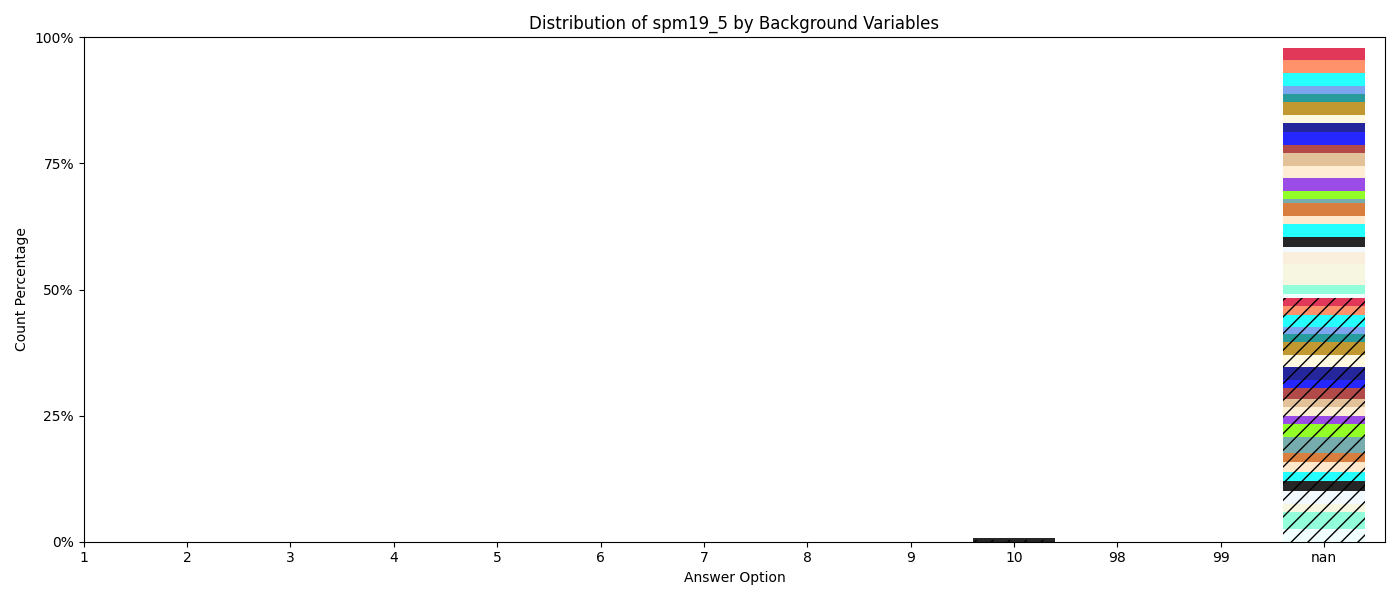 Distribution of spm19_5 by Background Variables
100%
75%
50%
25%
0%
Count Percentage
1 2 3 4 5 6 7 8 9 10 98 99 nan
Answer Option